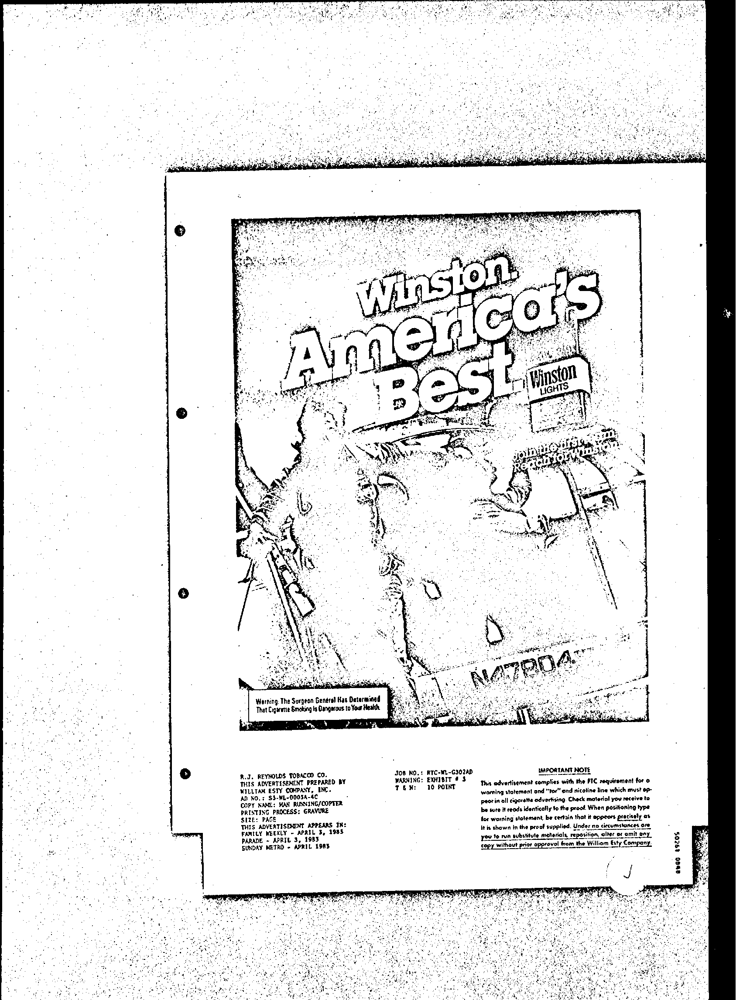 Winston.
America's
Best.
Winston
LIGHTS
N47PD4
Warning: The Surgeon General Has Determined
That Cigarette Smoking Is Dangerous to Your Health.
R.J. REYNOLDS TOBACCO CO.
THIS ADVERTISEMENT PREPARED BY
WILLIAM ESTY COMPANY, INC.
COPY NAME: MAN RUNNING/COPTER
PRINTING PROCESS: GRAVURE
SIZE: PAGE
THIS ADVERTISEMENT APPEARS IN:
FAMILY WEEKLY - APRIL 3, 1983
PARADE - APRIL 3, 1983
SUNDAY METRO - APRIL 1983
JOB NO.: RTC-WL-G302AD
WARNING: EXHIBIT # 3
T & N: 10 POINT
IMPORTANT NOTE
This advertisement complies with the FTC requirement for a
warning statement and "tar" and nicotine line which must ap-
pear in all cigarette advertising. Check material you receive to
be sure it reads identically to the proof. When positioning type
for warning statement, be certain that it appears precisely as
it is shown in the proof supplied. Under no circumstances are
you to run substitute materials, reposition, alter or omit any
copy without prior approval from the William Esty Company.